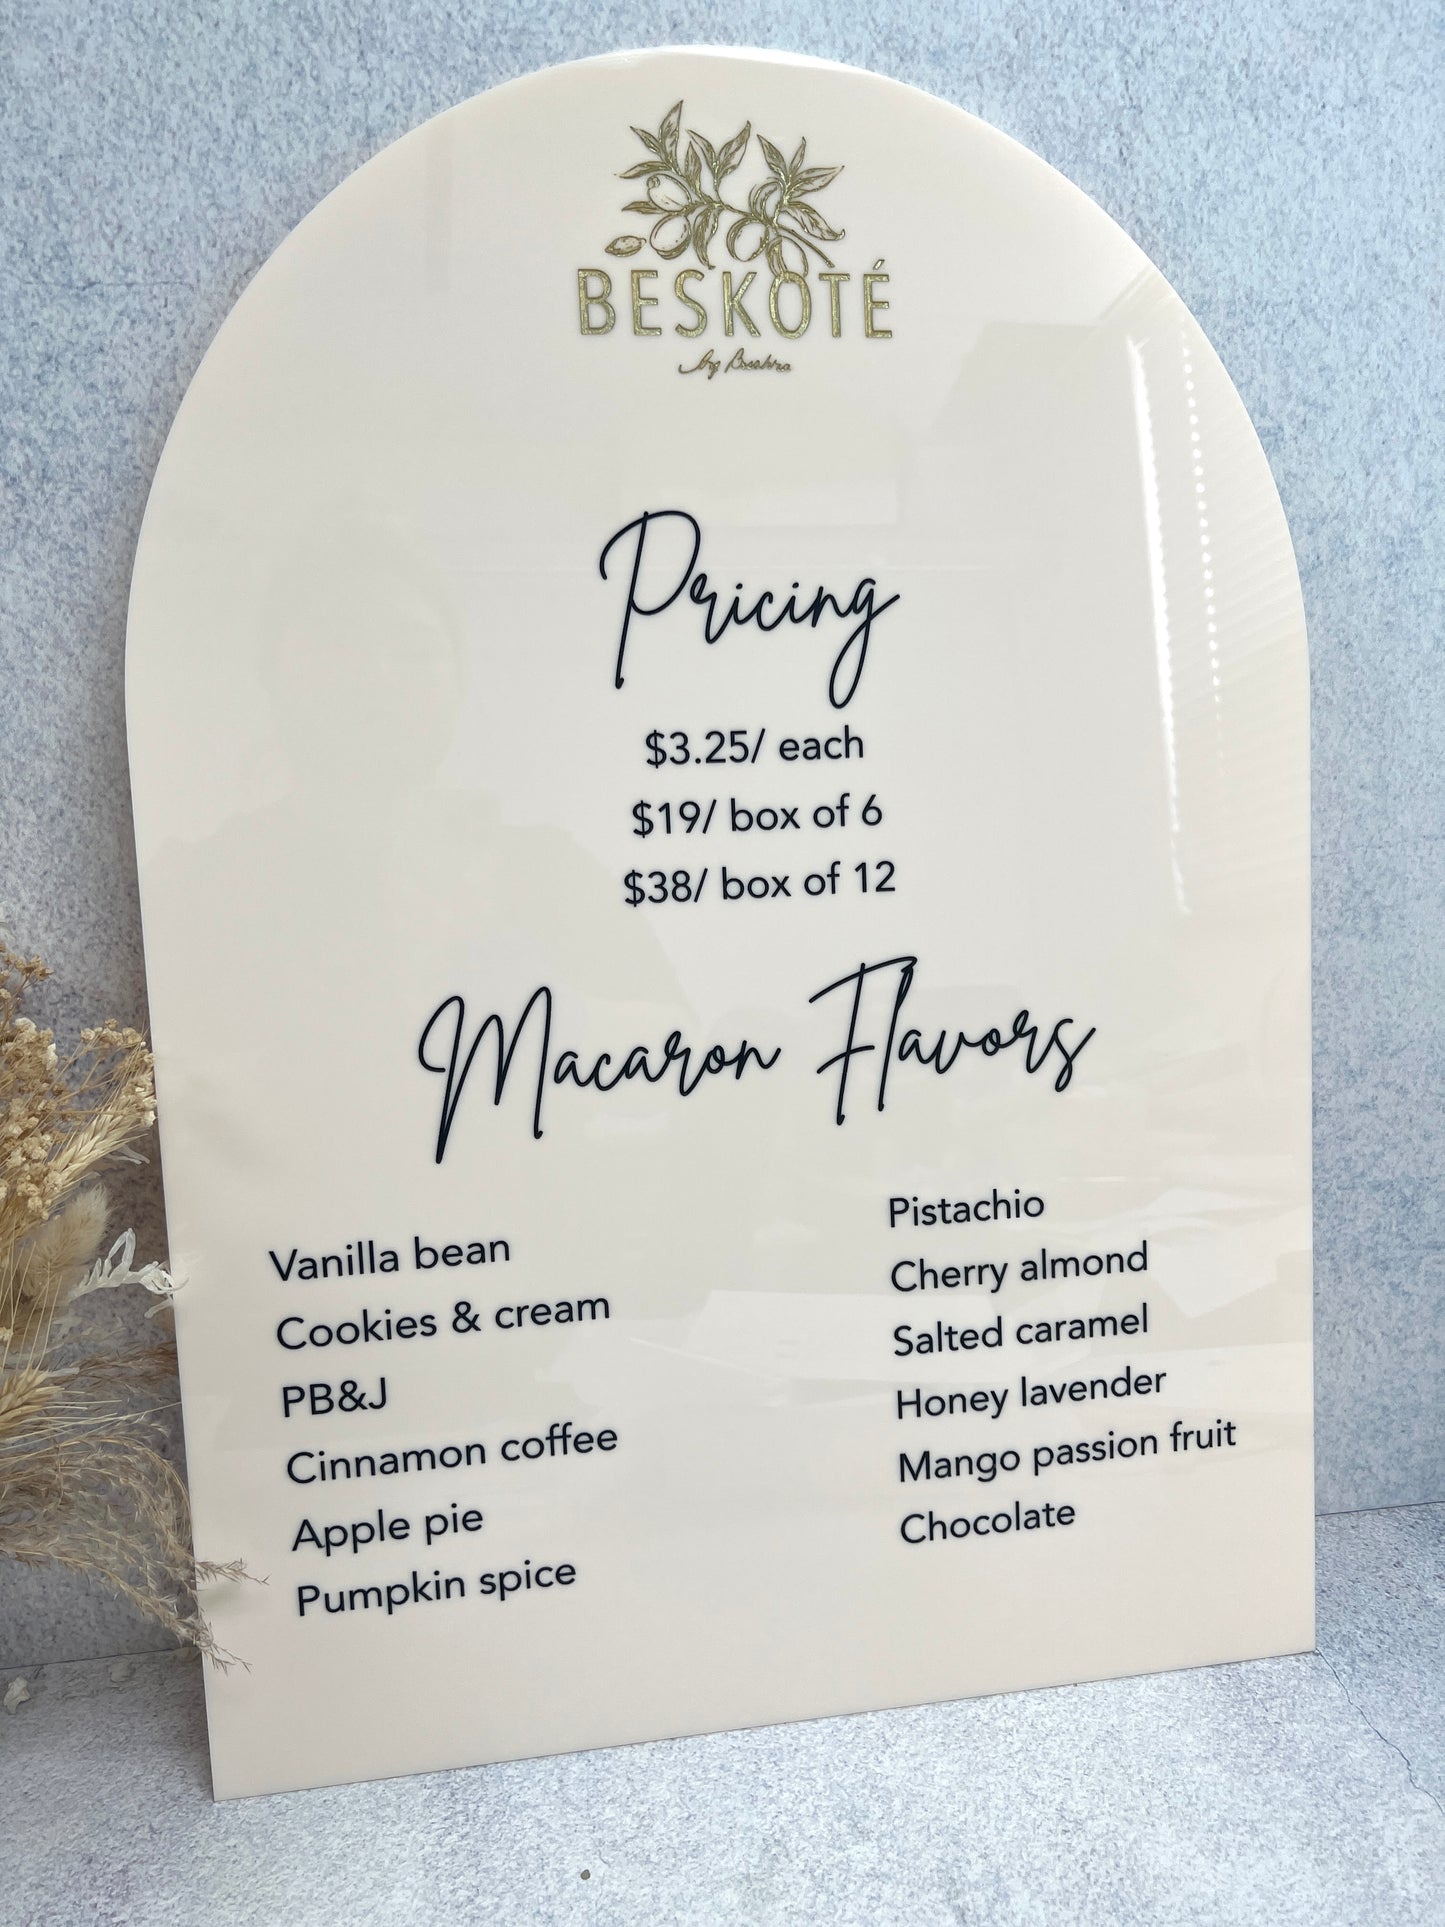 BESKOTÉ
by
Pricing
$3.25/ each
$19/ box of 6
$38/ box of 12
Macaron Flavors
Vanilla bean
Cookies & cream
PB&J
Cinnamon coffee
Apple pie
Pumpkin spice
Pistachio
Cherry almond
Salted caramel
Honey lavender
Mango passion fruit
Chocolate